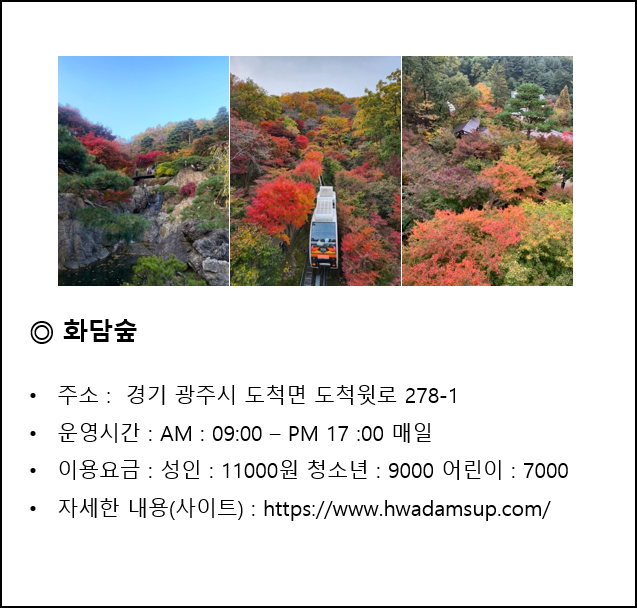 ◎ 화담숲
• 주소 : 경기 광주시 도척면 도척윗로 278-1
• 운영시간 : AM : 09:00 – PM 17 :00 매일
• 이용요금 : 성인 : 11000원 청소년 : 9000 어린이 : 7000
• 자세한 내용(사이트) : https://www.hwadamsup.com/